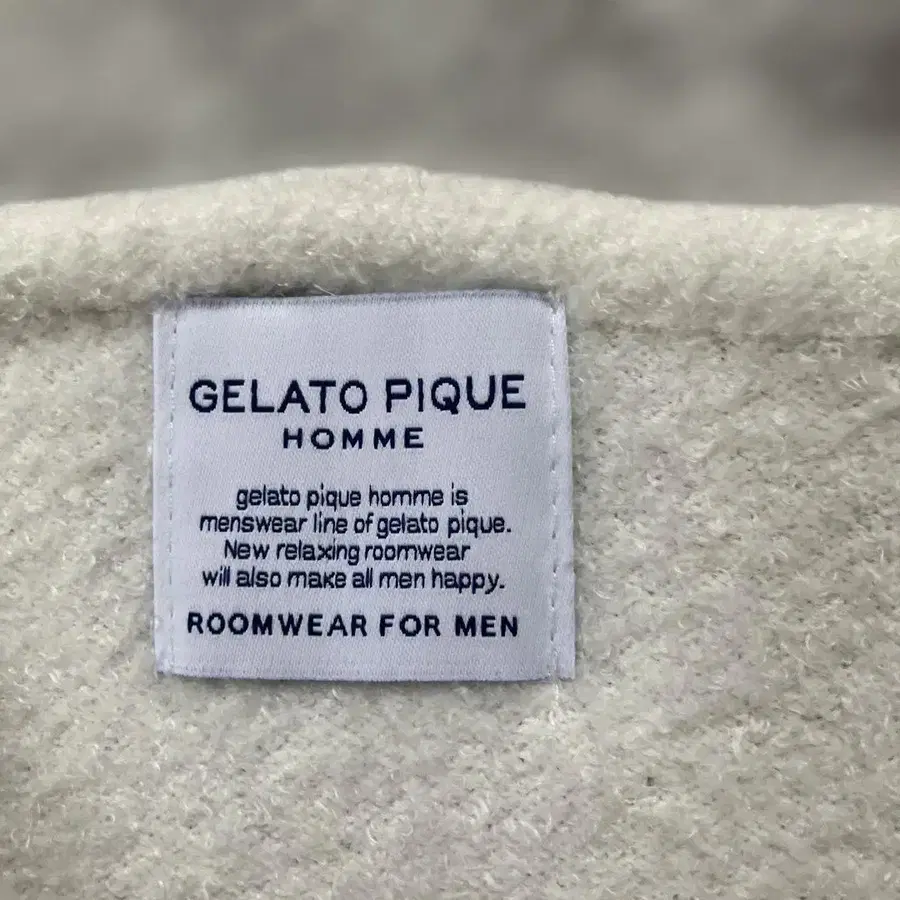 GELATO PIQUE
HOMME
gelato pique homme is
menswear line of gelato pique.
New relaxing roomwear
will also make all men happy.
ROOMWEAR FOR MEN